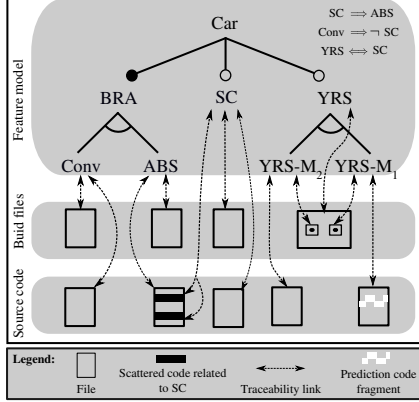 Car
SC ⟹ ABS
Conv ⟹ ¬ SC
YRS ⟺ SC
Feature model
BRA SC YRS
Conv ABS YRS-M2 YRS-M1
Buid files
Source code
Legend:
File
Scattered code related
to SC
Traceability link
Prediction code
fragment